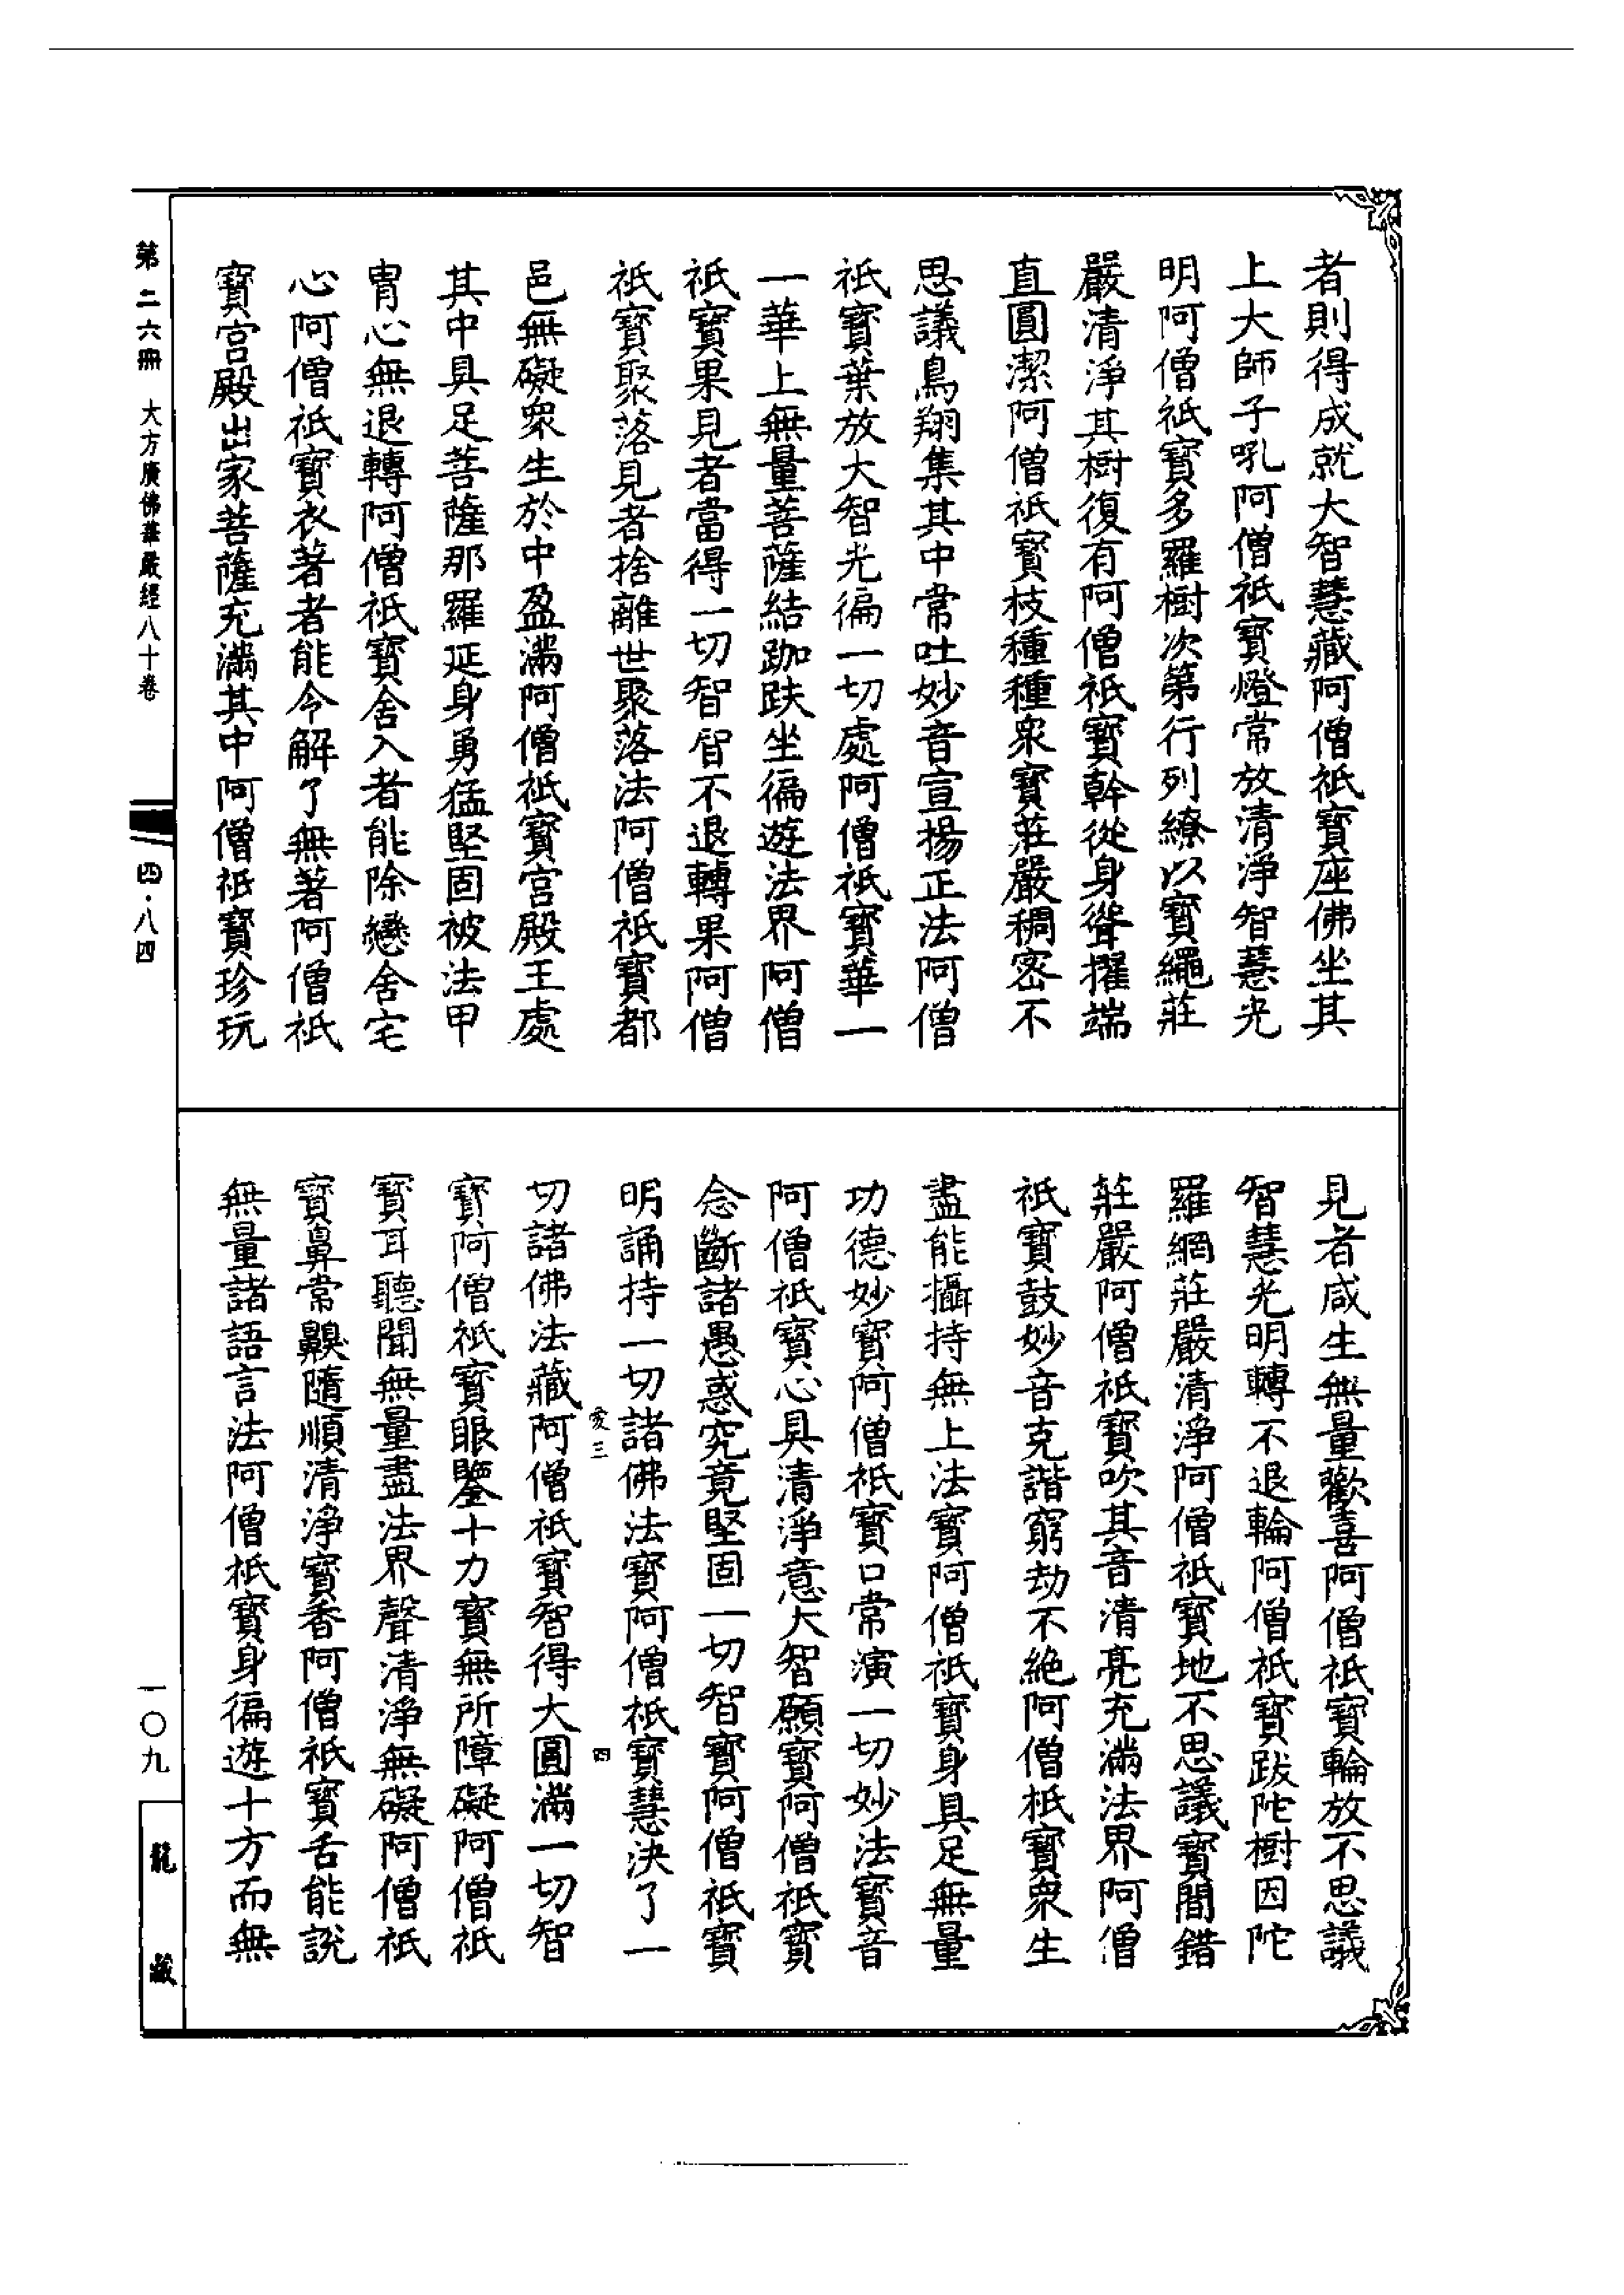 者則得成就大智慧藏阿僧祇寶座佛坐其
上大師子吼阿僧祇寶燈常放清淨智慧光
明阿僧祇寶多羅樹次第行列繚以寶繩莊
嚴清淨其樹復有阿僧祇寶幹從身聳擢端
直圓潔阿僧祇寶枝種種衆寶莊嚴稠密不
思議鳥翔集其中常吐妙音宣揚正法阿僧
祇寶葉放大智光徧一切處阿僧祇寶華一
一華上無量菩薩結跏趺坐徧遊法界阿僧
祇寶果見者當得一切智智不退轉果阿僧
祇寶聚落見者捨離世聚落法阿僧祇寶都
邑無礙衆生於中盈滿阿僧祇寶宮殿王處
其中具足菩薩那羅延身勇猛堅固被法甲
冑心無退轉阿僧祇寶舍入者能除戀舍宅
心阿僧祇寶衣著者能令解了無著阿僧祇
寶宮殿出家菩薩充滿其中阿僧祇寶珍玩
見者咸生無量歡喜阿僧祇寶輪放不思議
智慧光明轉不退輪阿僧祇寶跋陀樹因陀
羅網莊嚴清淨阿僧祇寶地不思議寶間錯
莊嚴阿僧祇寶吹其音清亮充滿法界阿僧
祇寶鼓妙音克諧窮劫不絶阿僧祇寶衆生
盡能攝持無上法寶阿僧祇寶身具足無量
功德妙寶阿僧祇寶口常演一切妙法寶音
阿僧祇寶心具清淨意大智願寶阿僧祇寶
念斷諸愚惑究竟堅固一切智寶阿僧祇寶
明誦持一切諸佛法寶阿僧祇寶慧決了一
愛三 四
切諸佛法藏阿僧祇寶智得大圓滿一切智
寶阿僧祇寶眼鑒十力寶無所障礙阿僧祇
寶耳聽聞無量盡法界聲清淨無礙阿僧祇
寶鼻常齅隨順清淨寶香阿僧祇寶舌能說
無量諸語言法阿僧祇寶身徧遊十方而無
第二六冊 大方廣佛華嚴經八十卷 四·八四
一〇九 龍藏